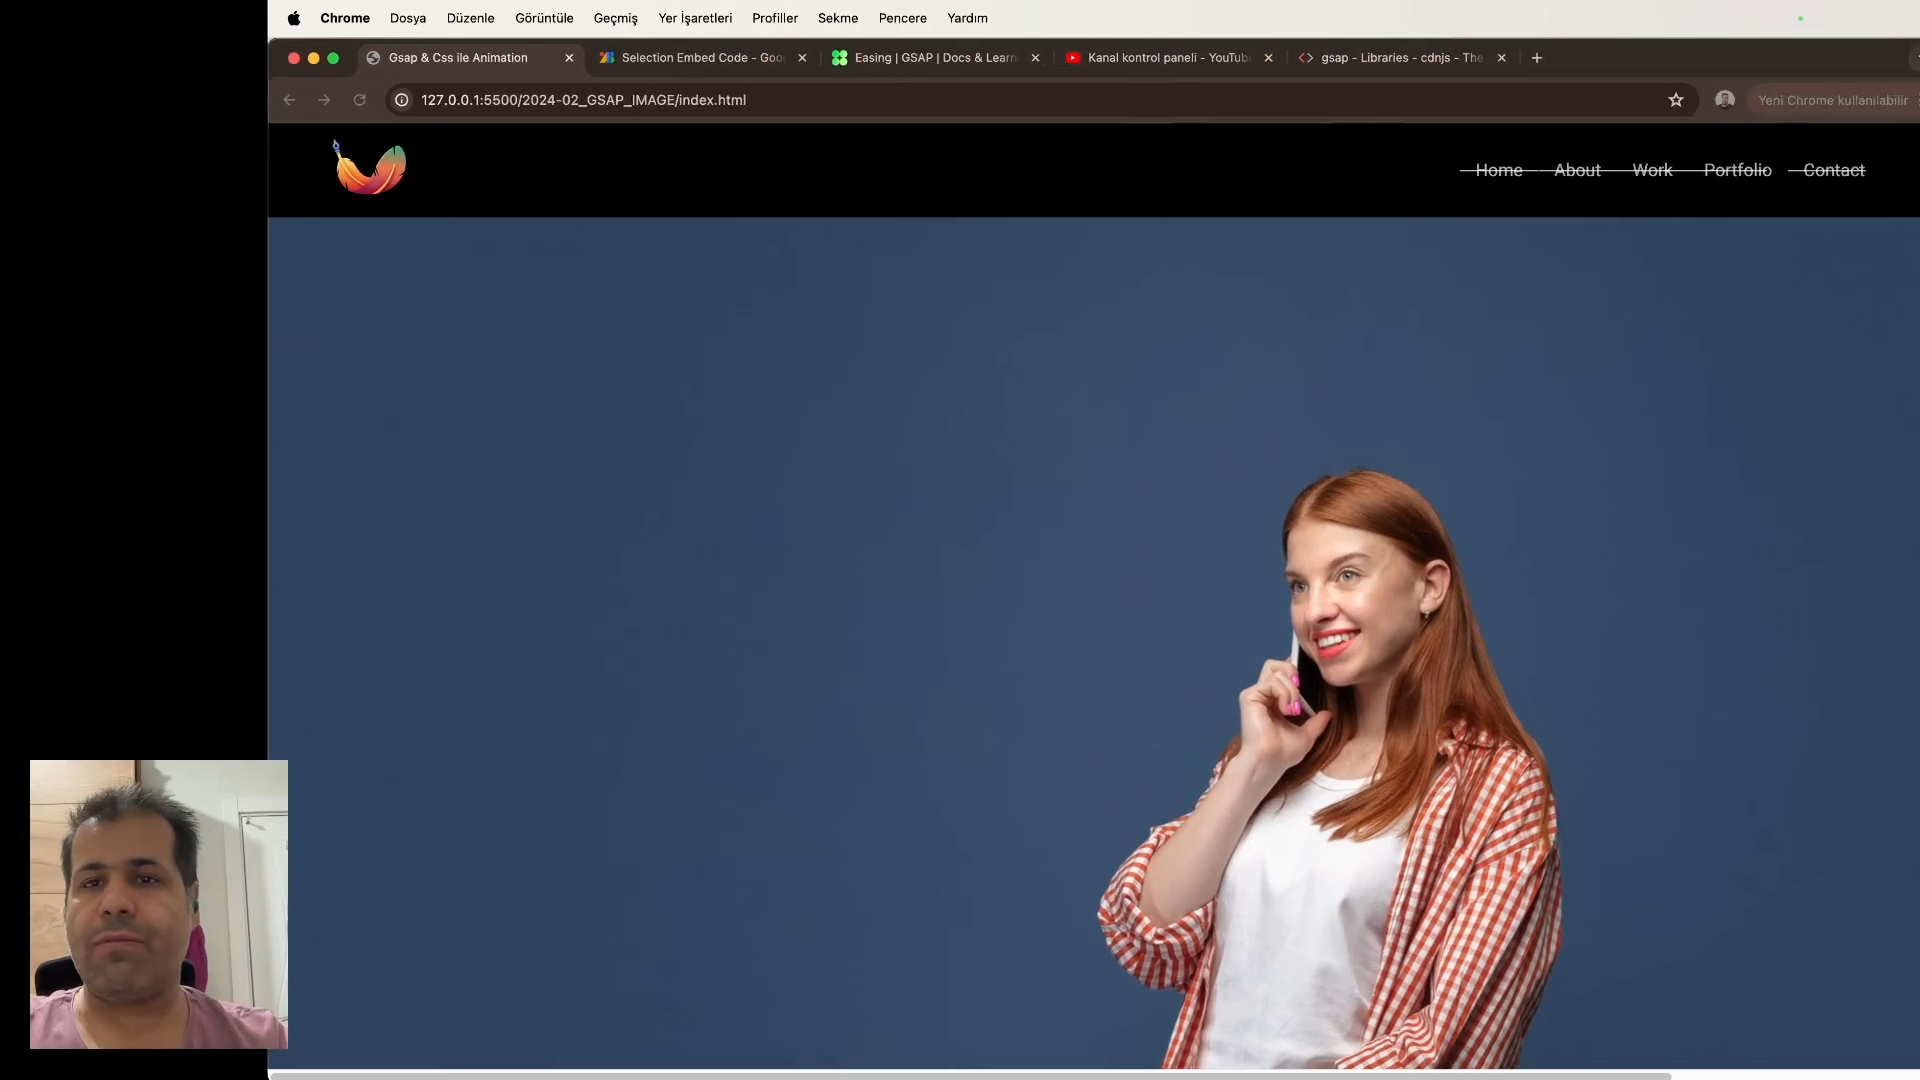 Chrome Dosya Düzenle Görüntüle Geçmiş Yer İşaretleri Profiller Sekme Pencere Yardım
Gsap & Css ile Animation
Selection Embed Code - Goo
Easing | GSAP | Docs & Learn
Kanal kontrol paneli - YouTub
gsap - Libraries - cdnjs - The
127.0.0.1:5500/2024-02_GSAP_IMAGE/index.html
Yeni Chrome kullanılabilir
Home About Work Portfolio Contact